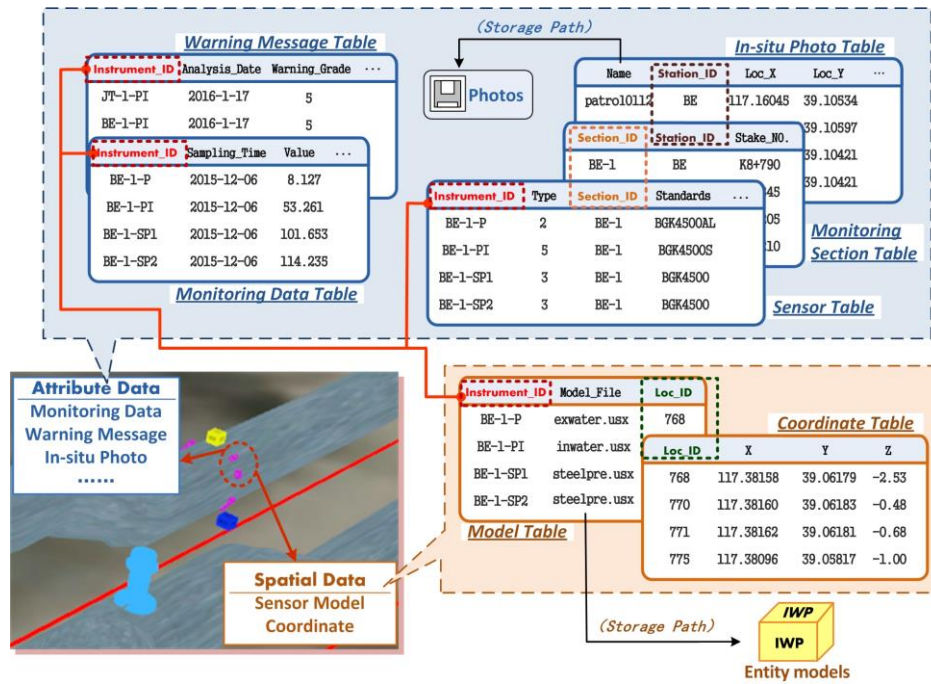 (Storage Path)
Warning Message Table
Instrument_ID Analysis_Date Warning_Grade ...
JT-1-PI 2016-1-17 5
BE-1-PI 2016-1-17 5
Instrument_ID Sampling_Time Value ...
BE-1-P 2015-12-06 8.127
BE-1-PI 2015-12-06 53.261
BE-1-SP1 2015-12-06 101.653
BE-1-SP2 2015-12-06 114.235
Monitoring Data Table
Photos
In-situ Photo Table
Name Station_ID Loc_X Loc_Y ...
patrol0112 BE 117.16045 39.10534
39.10597
39.10421
39.10421
Section_ID Station_ID Stake_NO.
BE-1 BE K8+790
45
05
10
Monitoring
Section Table
Instrument_ID Type Section_ID Standards ...
BE-1-P 2 BE-1 BGK4500AL
BE-1-PI 5 BE-1 BGK4500S
BE-1-SP1 3 BE-1 BGK4500
BE-1-SP2 3 BE-1 BGK4500
Sensor Table
Attribute Data
Monitoring Data
Warning Message
In-situ Photo
......
Spatial Data
Sensor Model
Coordinate
Instrument_ID Model_File Loc_ID
BE-1-P exwater.usx 768
BE-1-PI inwater.usx
BE-1-SP1 steelpre.usx
BE-1-SP2 steelpre.usx
Model Table
Coordinate Table
Loc_ID X Y Z
768 117.38158 39.06179 -2.53
770 117.38160 39.06183 -0.48
771 117.38162 39.06181 -0.68
775 117.38096 39.05817 -1.00
(Storage Path)
IWP
IWP
Entity models